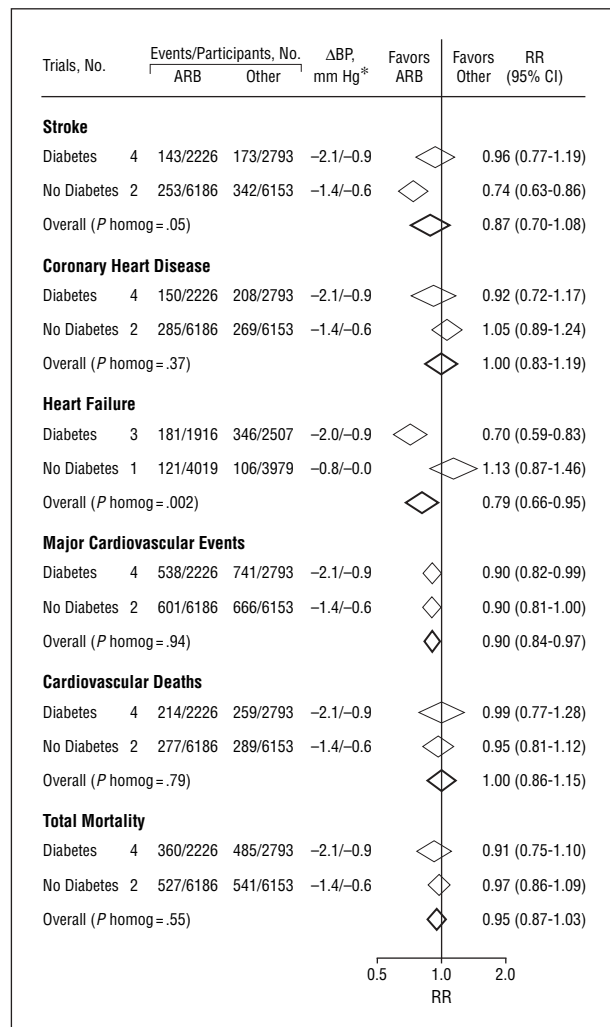 Trials, No. Events/Participants, No. ΔBP, mm Hg* Favors ARB Favors Other RR (95% CI)
ARB Other
Stroke
Diabetes 4 143/2226 173/2793 –2.1/–0.9 0.96 (0.77-1.19)
No Diabetes 2 253/6186 342/6153 –1.4/–0.6 0.74 (0.63-0.86)
Overall (P homog = .05) 0.87 (0.70-1.08)
Coronary Heart Disease
Diabetes 4 150/2226 208/2793 –2.1/–0.9 0.92 (0.72-1.17)
No Diabetes 2 285/6186 269/6153 –1.4/–0.6 1.05 (0.89-1.24)
Overall (P homog = .37) 1.00 (0.83-1.19)
Heart Failure
Diabetes 3 181/1916 346/2507 –2.0/–0.9 0.70 (0.59-0.83)
No Diabetes 1 121/4019 106/3979 –0.8/–0.0 1.13 (0.87-1.46)
Overall (P homog = .002) 0.79 (0.66-0.95)
Major Cardiovascular Events
Diabetes 4 538/2226 741/2793 –2.1/–0.9 0.90 (0.82-0.99)
No Diabetes 2 601/6186 666/6153 –1.4/–0.6 0.90 (0.81-1.00)
Overall (P homog = .94) 0.90 (0.84-0.97)
Cardiovascular Deaths
Diabetes 4 214/2226 259/2793 –2.1/–0.9 0.99 (0.77-1.28)
No Diabetes 2 277/6186 289/6153 –1.4/–0.6 0.95 (0.81-1.12)
Overall (P homog = .79) 1.00 (0.86-1.15)
Total Mortality
Diabetes 4 360/2226 485/2793 –2.1/–0.9 0.91 (0.75-1.10)
No Diabetes 2 527/6186 541/6153 –1.4/–0.6 0.97 (0.86-1.09)
Overall (P homog = .55) 0.95 (0.87-1.03)
0.5 1.0 2.0
RR